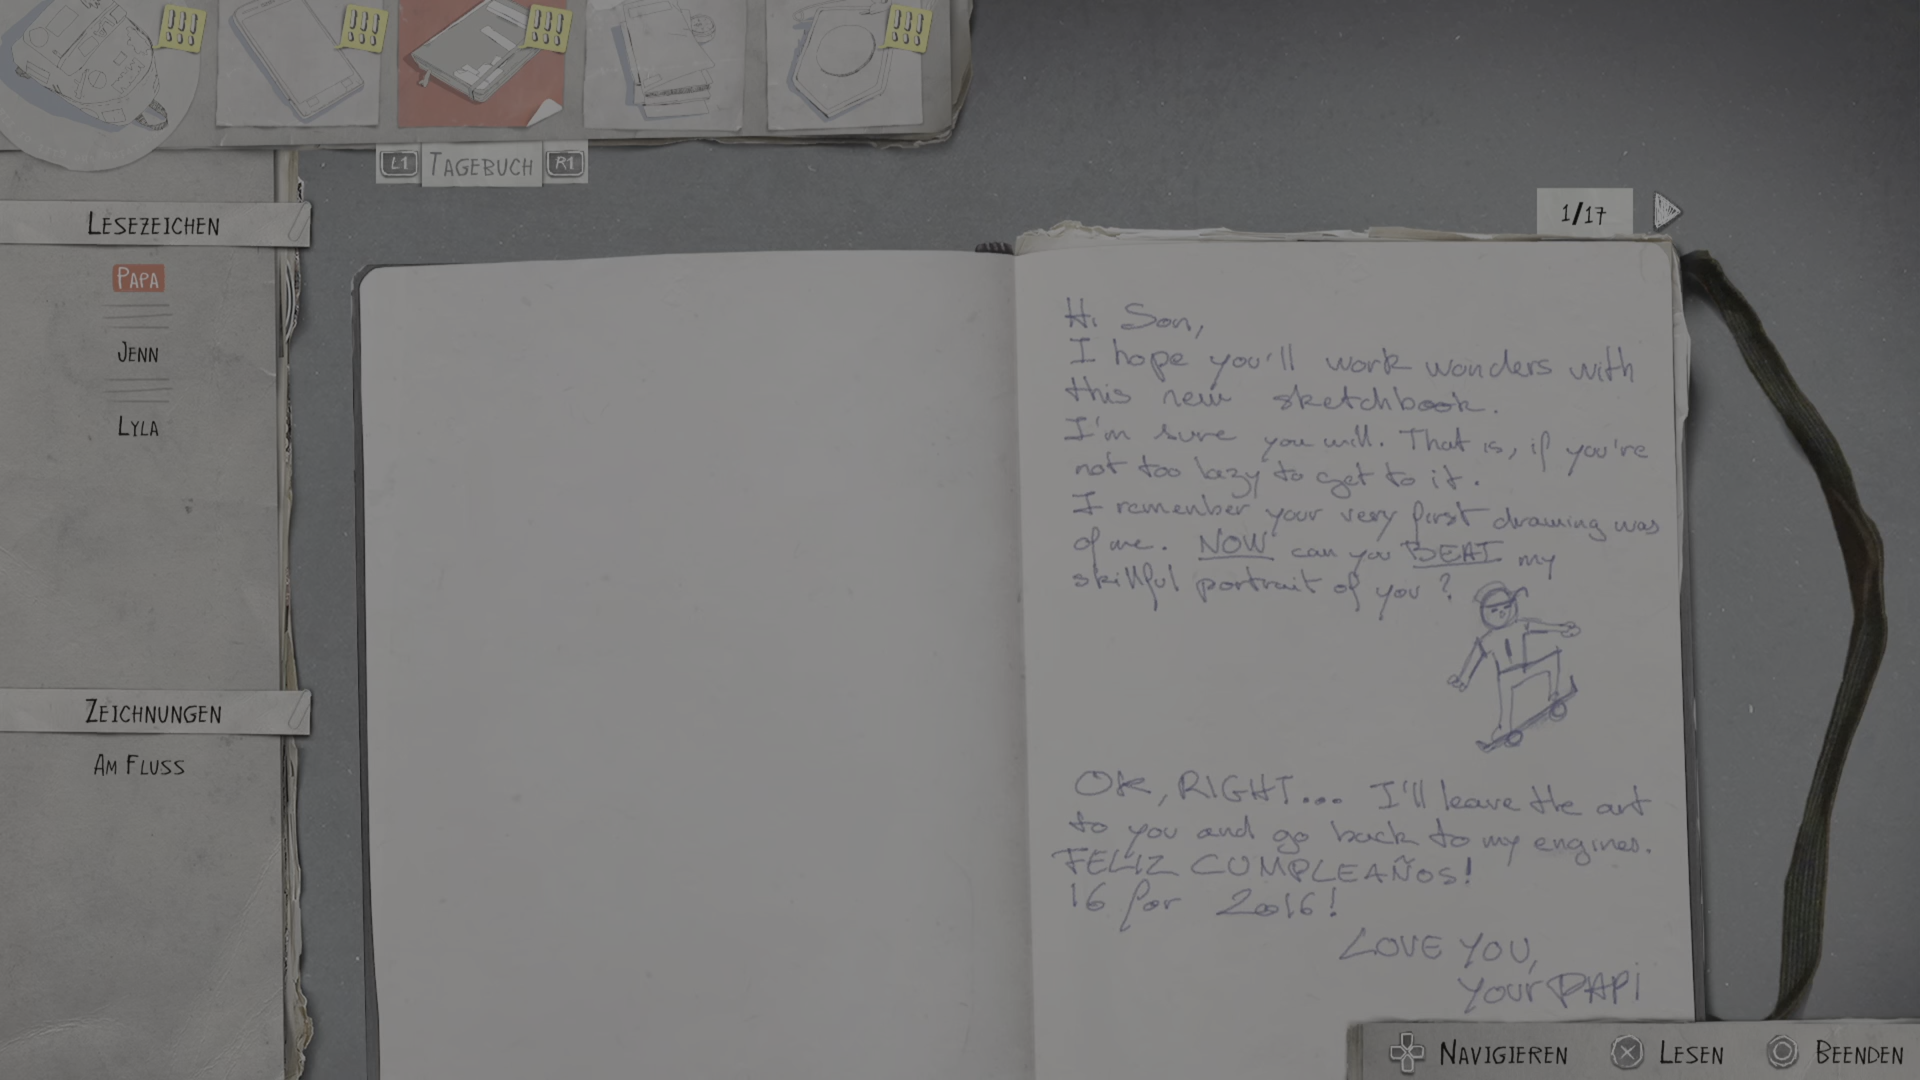 L1 TAGEBUCH R1
LESEZEICHEN
PAPA
JENN
LYLA
ZEICHNUNGEN
AM FLUSS
1/17
Hi Son,
I hope you'll work wonders with
this new sketchbook.
I'm sure you will. That is, if you're
not too lazy to get to it.
I remember your very first drawing was
of me. NOW can you BEAT my
skillful portrait of you?
OK, RIGHT... I'll leave the art
to you and go back to my engines.
FELIZ CUMPLEAÑOS!
16 for 2016!
LOVE YOU,
your PAPI
NAVIGIEREN LESEN BEENDEN